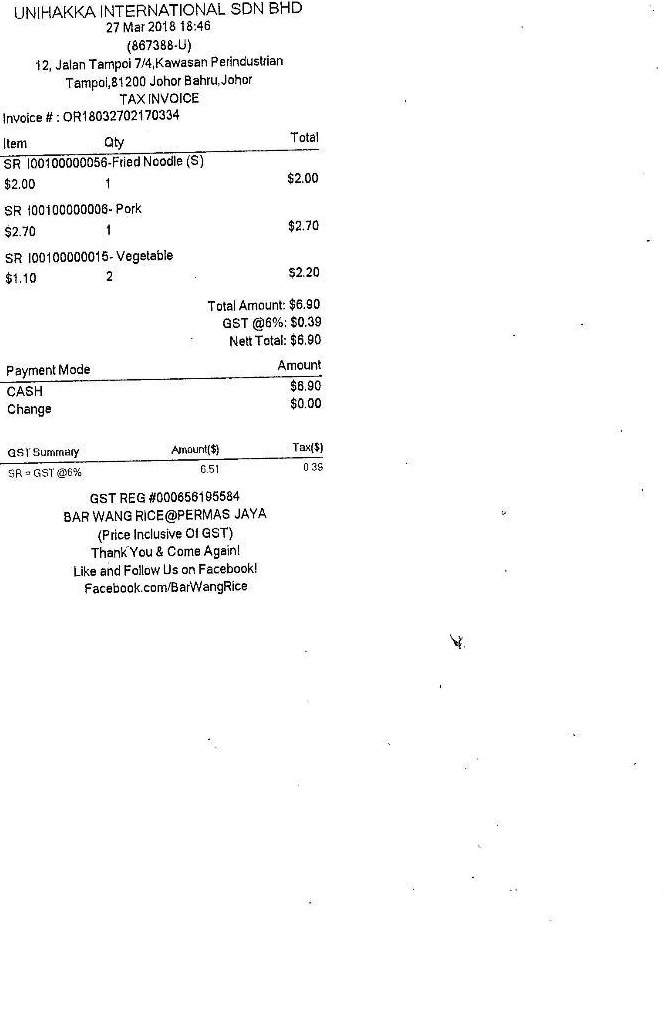 UNIHAKKA INTERNATIONAL SDN BHD
27 Mar 2018 18:46
(867388-U)
12, Jalan Tampoi 7/4,Kawasan Perindustrian
Tampoi,81200 Johor Bahru,Johor
TAX INVOICE
Invoice # : OR18032702170334
Item Qty Total
SR I00100000056-Fried Noodle (S)
$2.00 1 $2.00
SR I00100000006- Pork
$2.70 1 $2.70
SR I00100000015- Vegetable
$1.10 2 $2.20
Total Amount: $6.90
GST @6%: $0.39
Nett Total: $6.90
Payment Mode Amount
CASH $6.90
Change $0.00
GST Summary Amount($) Tax($)
SR = GST @6% 6.51 0.39
GST REG #000656195584
BAR WANG RICE@PERMAS JAYA
(Price Inclusive Of GST)
Thank You & Come Again!
Like and Follow Us on Facebook!
Facebook.com/BarWangRice